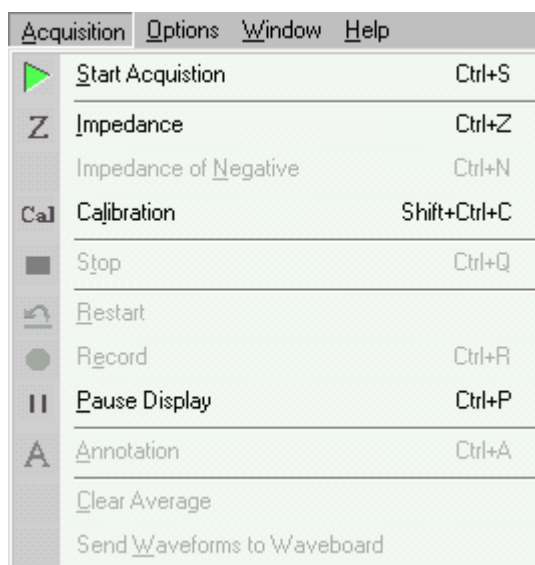 Acquisition Options Window Help
Start Acquistion Ctrl+S
Z Impedance Ctrl+Z
Impedance of Negative Ctrl+N
Cal Calibration Shift+Ctrl+C
Stop Ctrl+Q
Restart
Record Ctrl+R
Pause Display Ctrl+P
A Annotation Ctrl+A
Clear Average
Send Waveforms to Waveboard